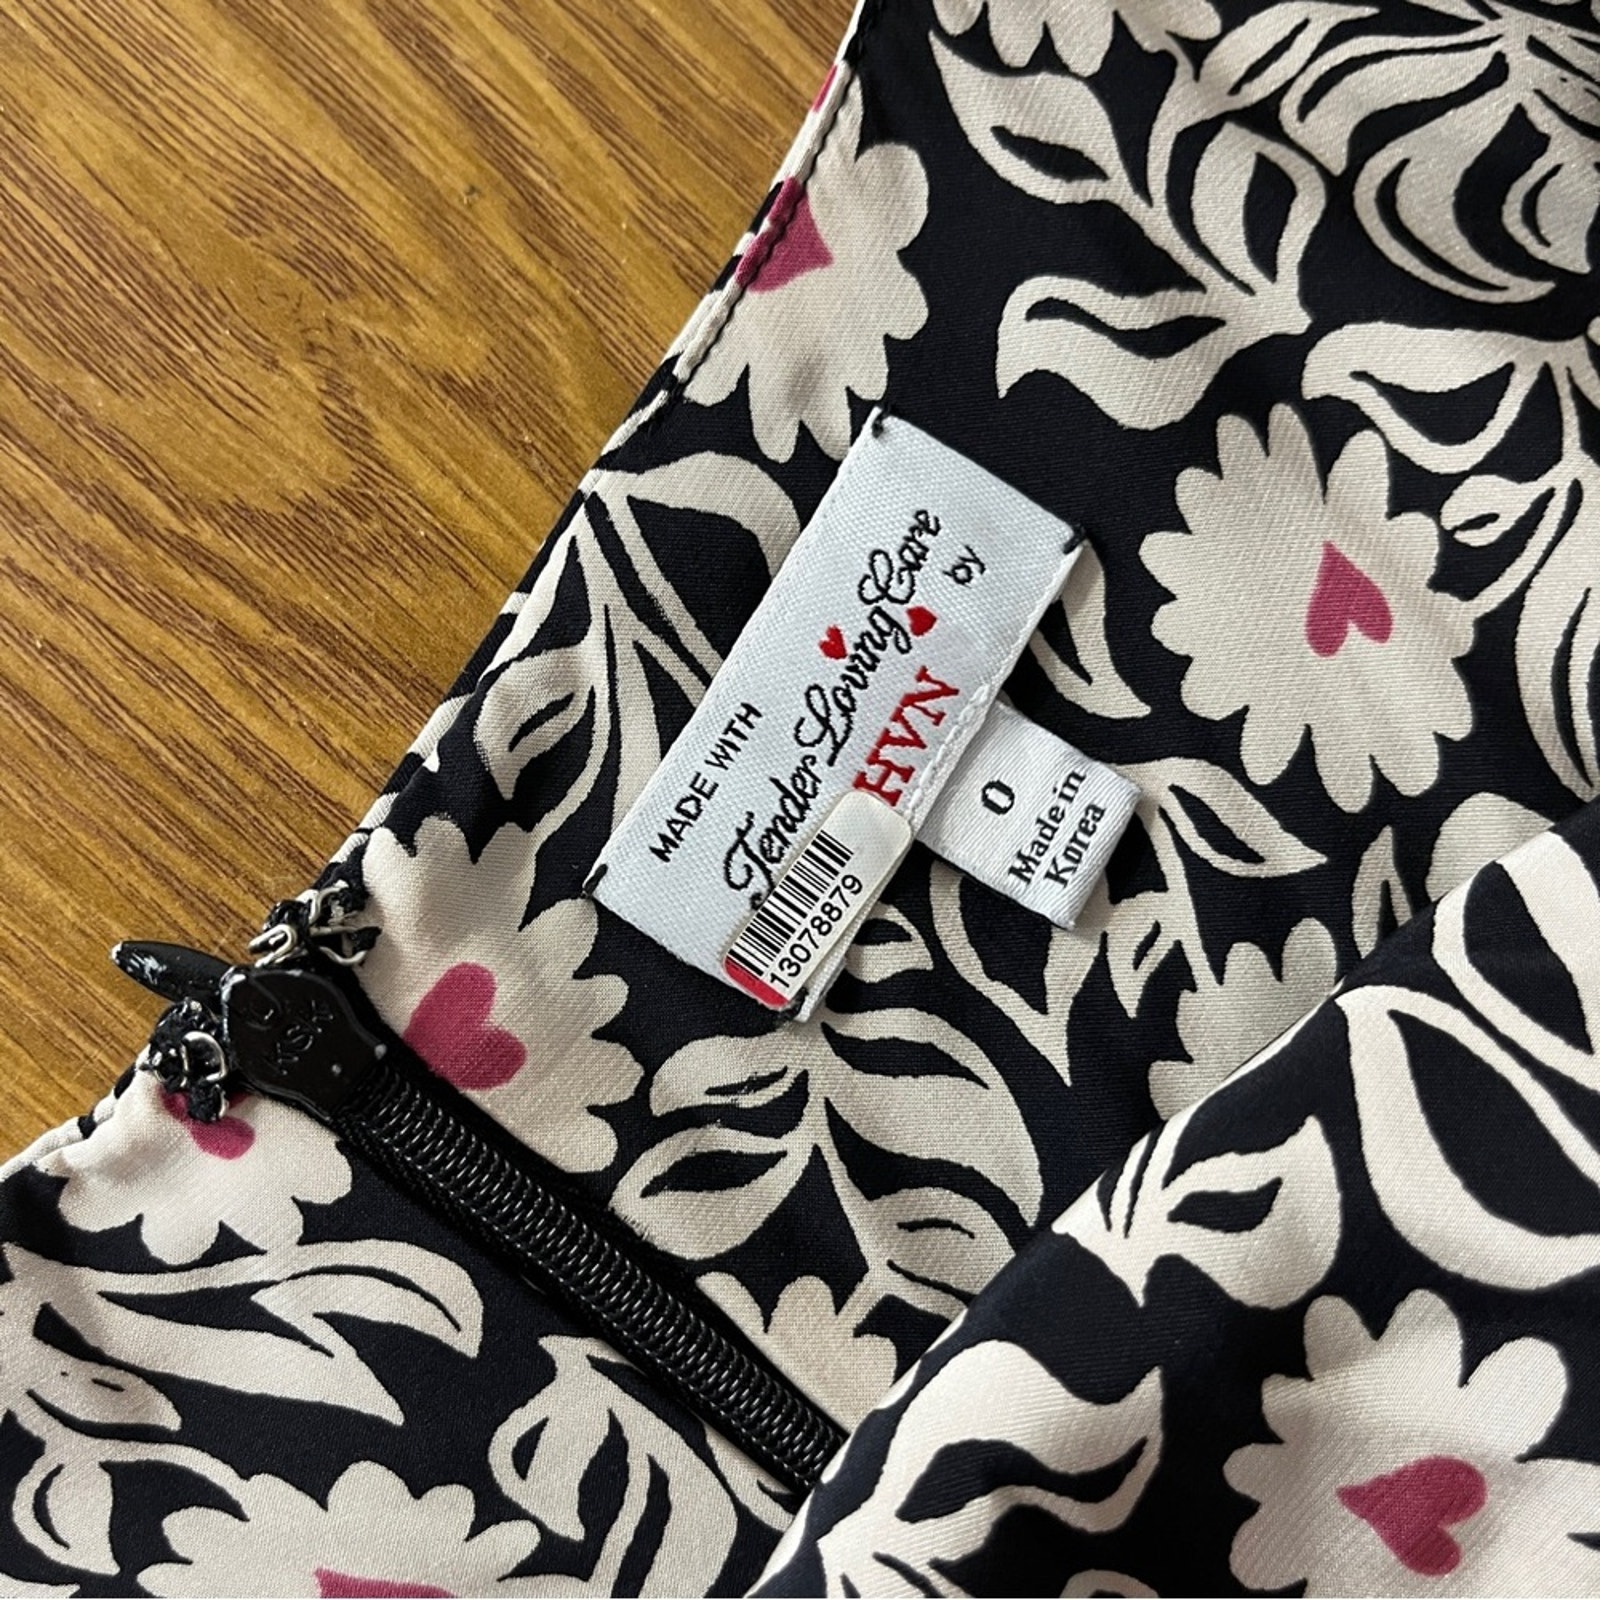 MADE WITH
Tender Loving Care
by
HVN
13078879
0
Made in
Korea